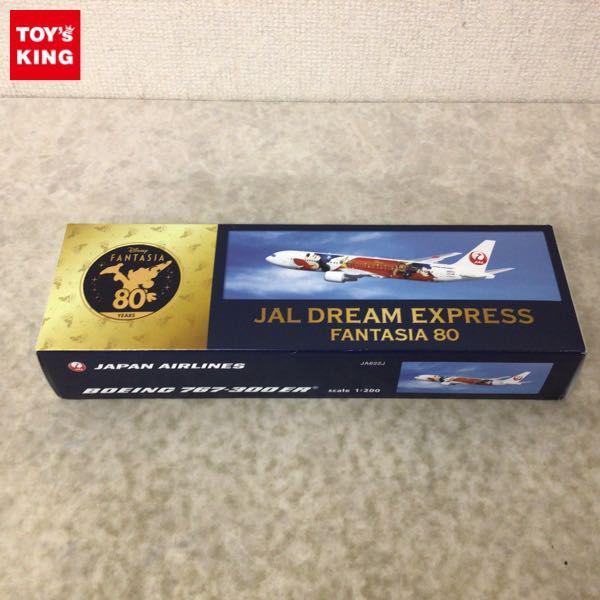 TOY's
KING
Disney
FANTASIA
80
YEARS
JAL DREAM EXPRESS
FANTASIA 80
JAPAN AIRLINES
JA622J
BOEING 767-300ER® scale 1:200